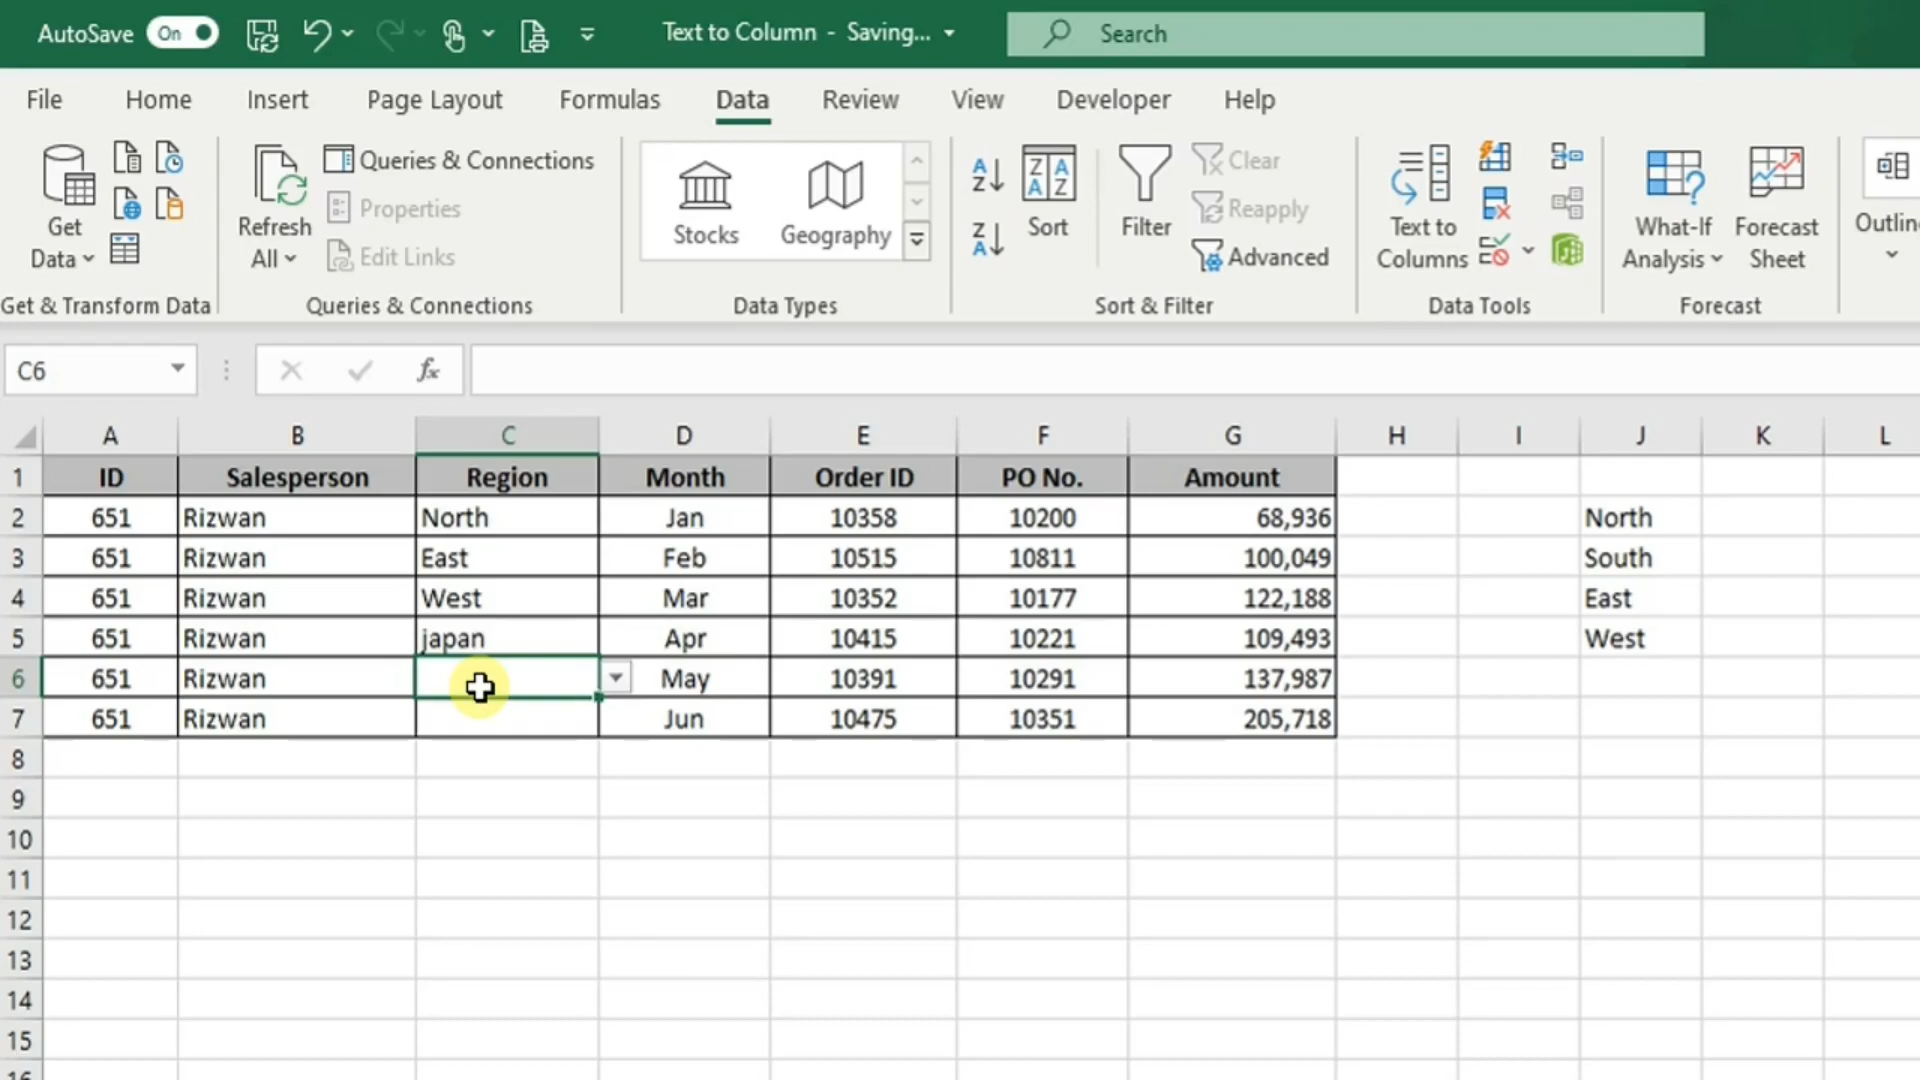 AutoSave On Text to Column - Saving... Search
File Home Insert Page Layout Formulas Data Review View Developer Help
Get Data
Refresh All
Queries & Connections
Properties
Edit Links
Stocks
Geography
Sort
Filter
Clear
Reapply
Advanced
Text to Columns
What-If Analysis
Forecast Sheet
Get & Transform Data Queries & Connections Data Types Sort & Filter Data Tools Forecast
C6 fx
A B C D E F G H I J K L
1 ID Salesperson Region Month Order ID PO No. Amount
2 651 Rizwan North Jan 10358 10200 68,936 North
3 651 Rizwan East Feb 10515 10811 100,049 South
4 651 Rizwan West Mar 10352 10177 122,188 East
5 651 Rizwan japan Apr 10415 10221 109,493 West
6 651 Rizwan May 10391 10291 137,987
7 651 Rizwan Jun 10475 10351 205,718
8
9
10
11
12
13
14
15